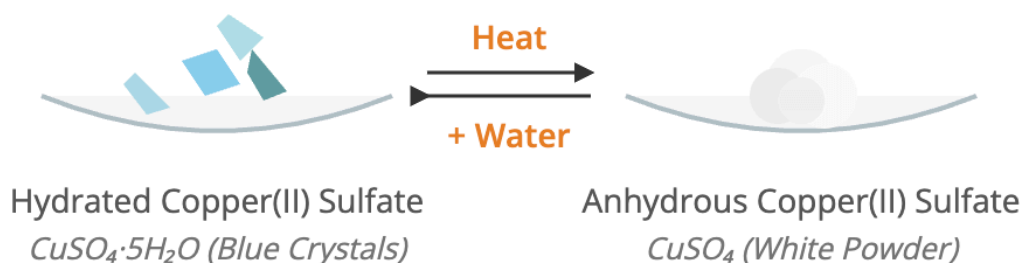 Heat
+ Water
Hydrated Copper(II) Sulfate
CuSO₄·5H₂O (Blue Crystals)
Anhydrous Copper(II) Sulfate
CuSO₄ (White Powder)